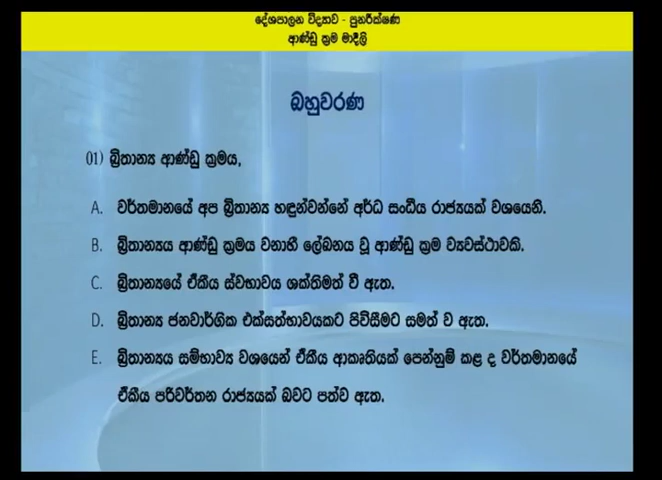 දේශපාලන විද්‍යාව - පුනරීක්ෂණ
ආණ්ඩු ක්‍රම මාදිලි
බහුවරණ
01) බ්‍රිතාන්‍ය ආණ්ඩු ක්‍රමය,
A. වර්තමානයේ අප බ්‍රිතාන්‍ය හඳුන්වන්නේ අර්ධ සංධීය රාජ්‍යයක් වශයෙනි.
B. බ්‍රිතාන්‍යය ආණ්ඩු ක්‍රමය වනාහී ලේඛනය වූ ආණ්ඩු ක්‍රම ව්‍යවස්ථාවකි.
C. බ්‍රිතාන්‍යයේ ඒකීය ස්වභාවය ශක්තිමත් වී ඇත.
D. බ්‍රිතාන්‍ය ජනවාර්ගික එක්සත්භාවයකට පිවිසීමට සමත් ව ඇත.
E. බ්‍රිතාන්‍යය සම්භාව්‍ය වශයෙන් ඒකීය ආකෘතියක් පෙන්නුම් කළ ද වර්තමානයේ
ඒකීය පරිවර්තන රාජ්‍යයක් බවට පත්ව ඇත.